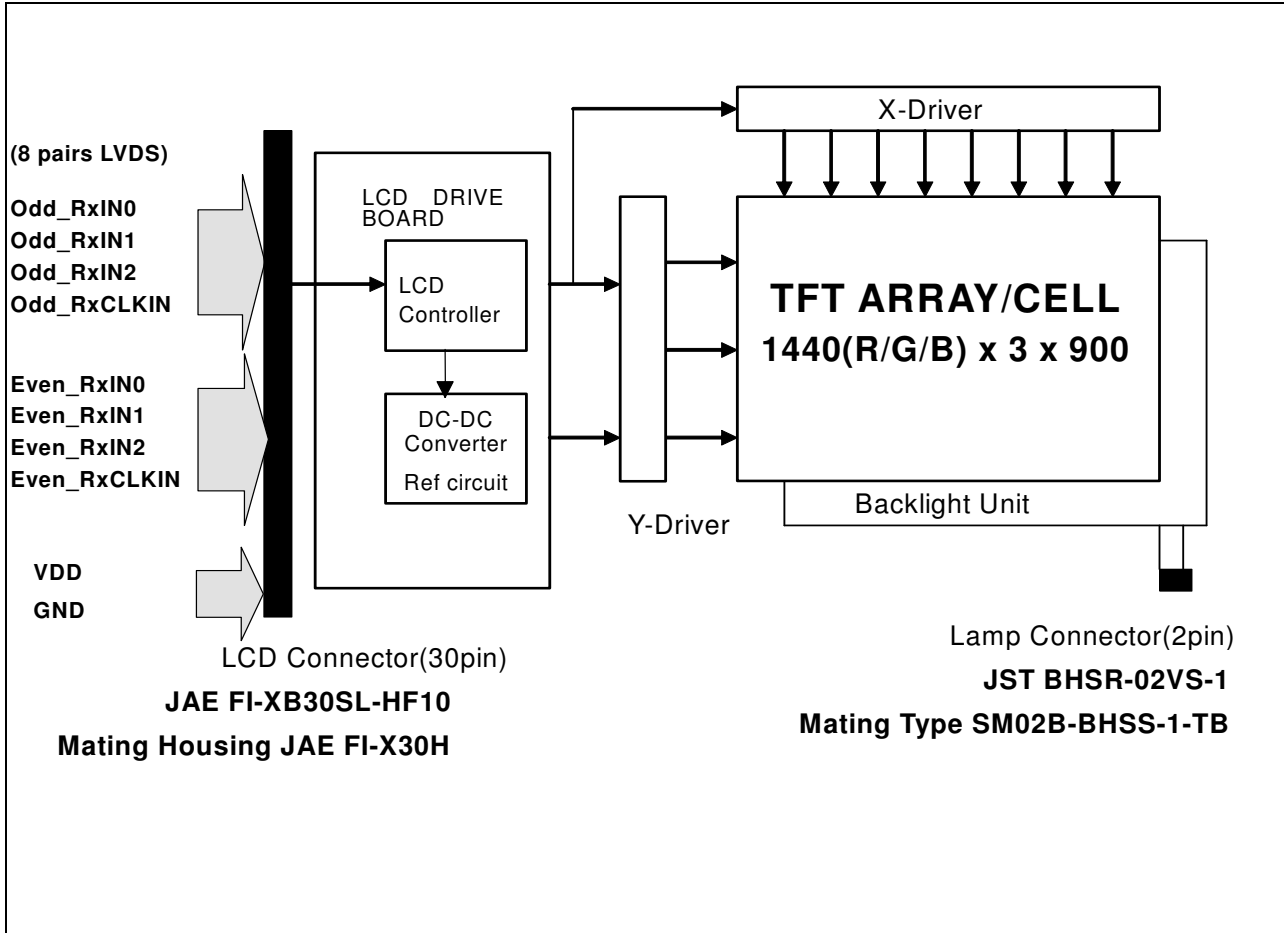 X-Driver
(8 pairs LVDS)
Odd_RxIN0
Odd_RxIN1
Odd_RxIN2
Odd_RxCLKIN
LCD DRIVE
BOARD
LCD
Controller
TFT ARRAY/CELL
1440(R/G/B) x 3 x 900
Even_RxIN0
Even_RxIN1
Even_RxIN2
Even_RxCLKIN
DC-DC
Converter
Ref circuit
Y-Driver
Backlight Unit
VDD
GND
LCD Connector(30pin)
JAE FI-XB30SL-HF10
Mating Housing JAE FI-X30H
Lamp Connector(2pin)
JST BHSR-02VS-1
Mating Type SM02B-BHSS-1-TB